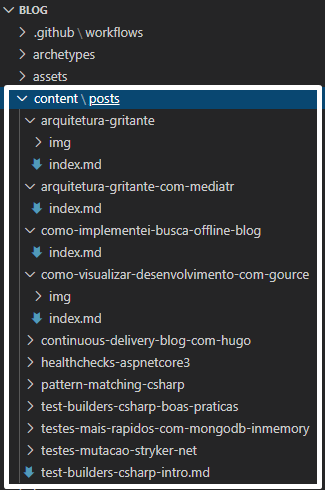 BLOG
.github \ workflows
archetypes
assets
content \ posts
arquitetura-gritante
img
index.md
arquitetura-gritante-com-mediatr
index.md
como-implementei-busca-offline-blog
index.md
como-visualizar-desenvolvimento-com-gource
img
index.md
continuous-delivery-blog-com-hugo
healthchecks-aspnetcore3
pattern-matching-csharp
test-builders-csharp-boas-praticas
testes-mais-rapidos-com-mongodb-inmemory
testes-mutacao-stryker-net
test-builders-csharp-intro.md